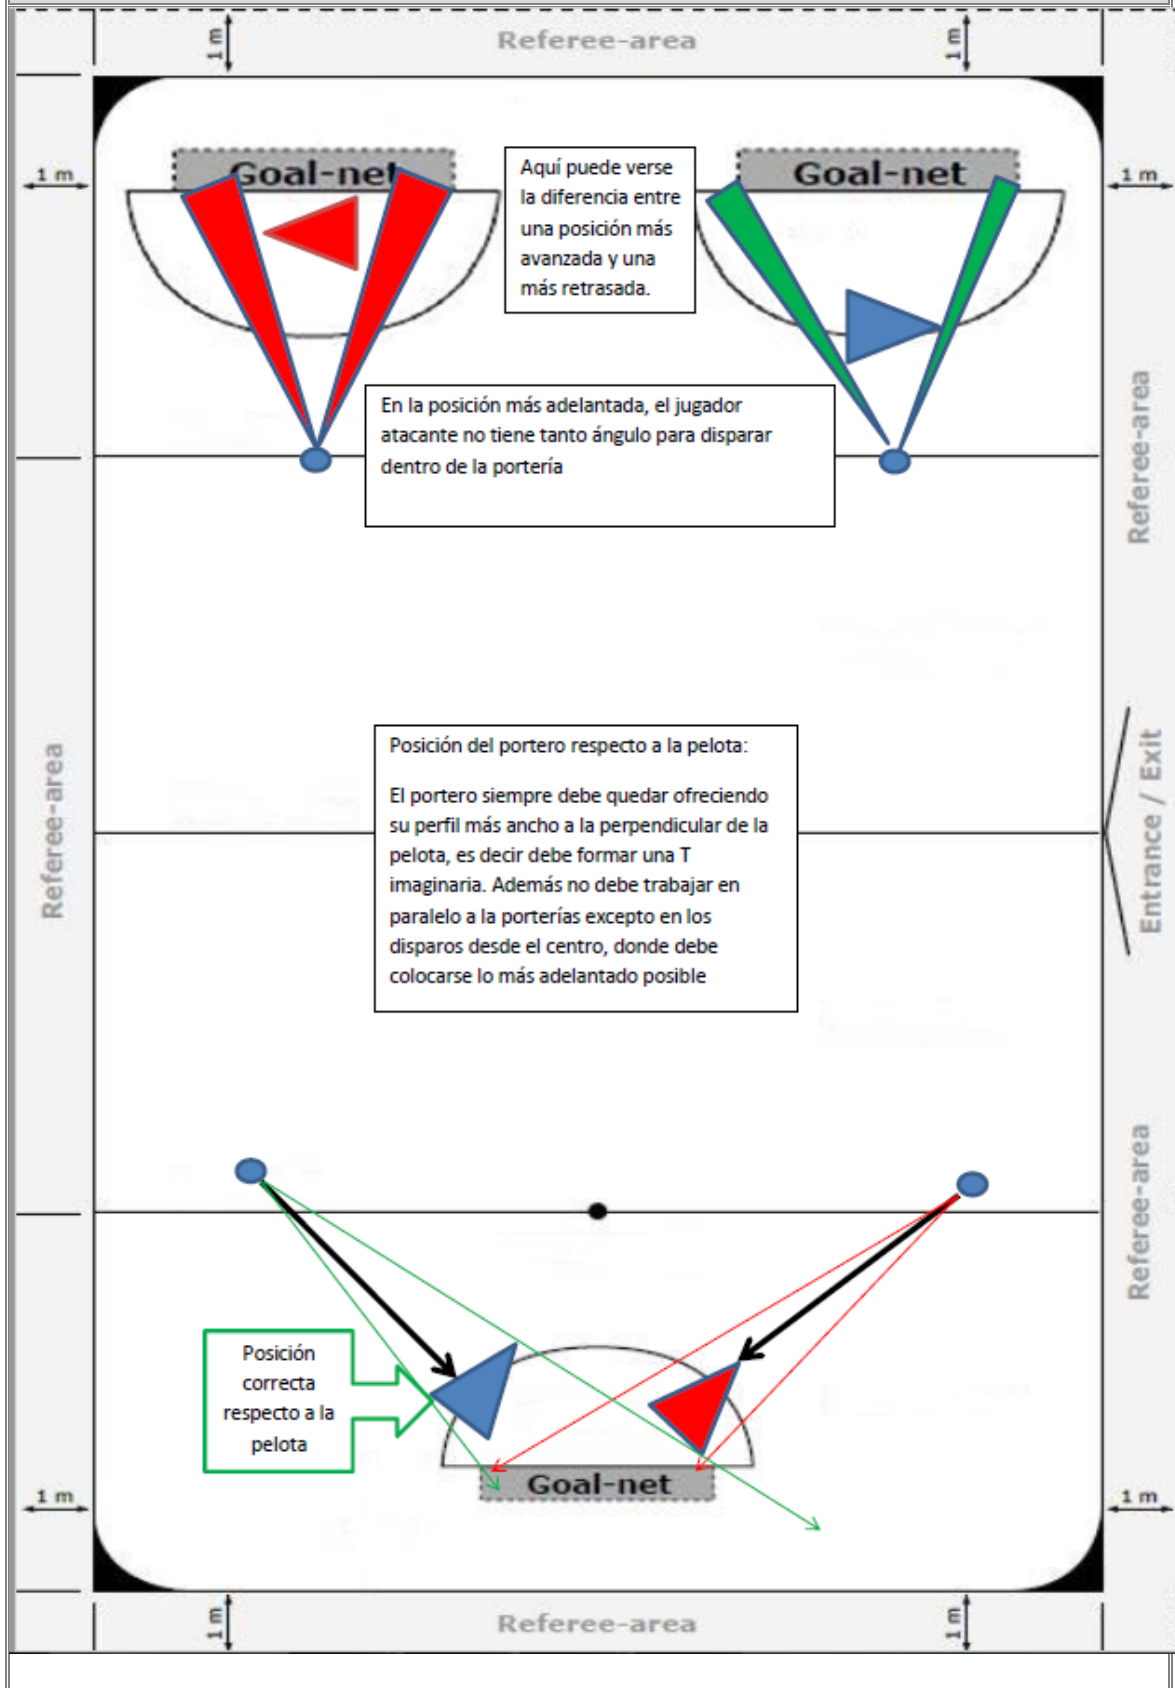 1 m
Referee-area
1 m
1 m
Goal-net
Aquí puede verse
la diferencia entre
una posición más
avanzada y una
más retrasada.
Goal-net
1 m
En la posición más adelantada, el jugador
atacante no tiene tanto ángulo para disparar
dentro de la portería
Referee-area
Referee-area
Posición del portero respecto a la pelota:
El portero siempre debe quedar ofreciendo
su perfil más ancho a la perpendicular de la
pelota, es decir debe formar una T
imaginaria. Además no debe trabajar en
paralelo a la porterías excepto en los
disparos desde el centro, donde debe
colocarse lo más adelantado posible
Entrance / Exit
Referee-area
Posición
correcta
respecto a la
pelota
Goal-net
1 m
1 m
1 m
Referee-area
1 m